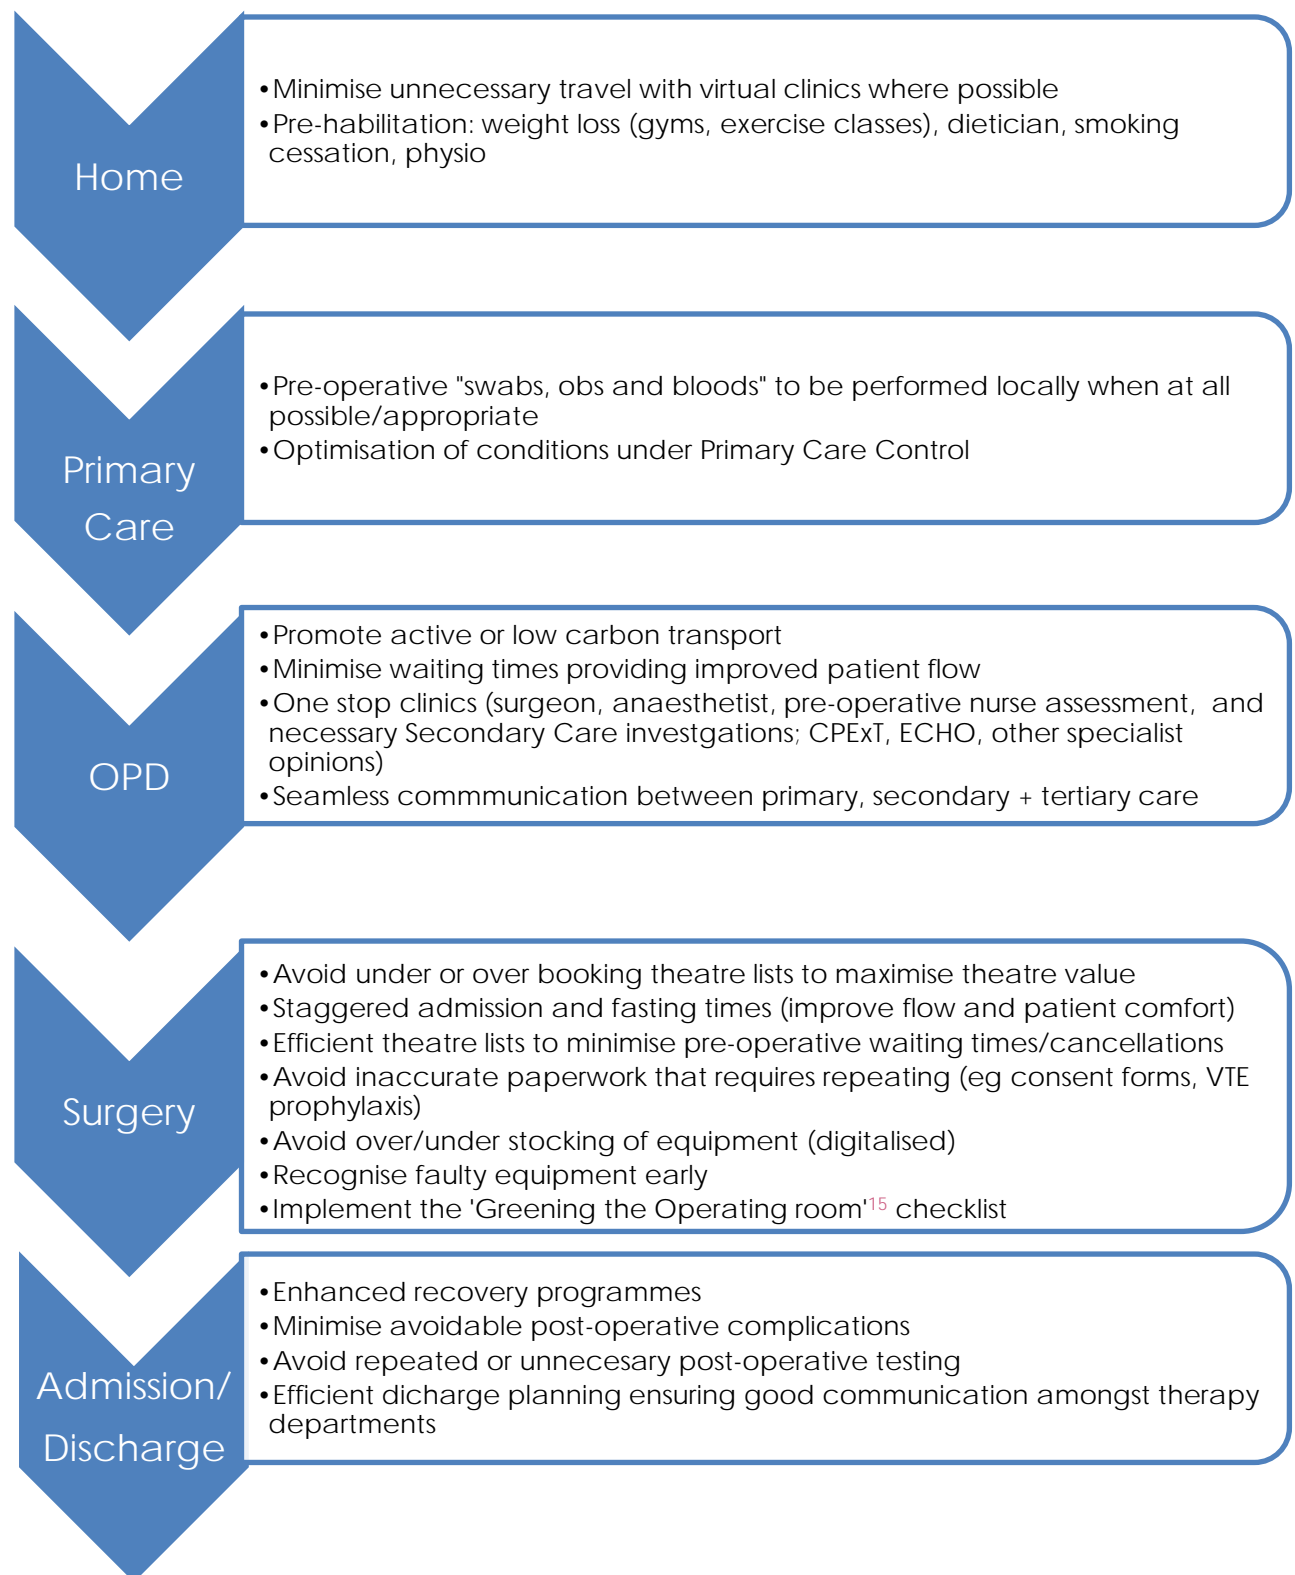 Home
•Minimise unnecessary travel with virtual clinics where possible
•Pre-habilitation: weight loss (gyms, exercise classes), dietician, smoking
cessation, physio
Primary
Care
•Pre-operative "swabs, obs and bloods" to be performed locally when at all
possible/appropriate
•Optimisation of conditions under Primary Care Control
OPD
•Promote active or low carbon transport
•Minimise waiting times providing improved patient flow
•One stop clinics (surgeon, anaesthetist, pre-operative nurse assessment, and
necessary Secondary Care investgations; CPExT, ECHO, other specialist
opinions)
•Seamless commmunication between primary, secondary + tertiary care
Surgery
•Avoid under or over booking theatre lists to maximise theatre value
•Staggered admission and fasting times (improve flow and patient comfort)
•Efficient theatre lists to minimise pre-operative waiting times/cancellations
•Avoid inaccurate paperwork that requires repeating (eg consent forms, VTE
prophylaxis)
•Avoid over/under stocking of equipment (digitalised)
•Recognise faulty equipment early
•Implement the 'Greening the Operating room'15 checklist
Admission/
Discharge
•Enhanced recovery programmes
•Minimise avoidable post-operative complications
•Avoid repeated or unnecesary post-operative testing
•Efficient dicharge planning ensuring good communication amongst therapy
departments